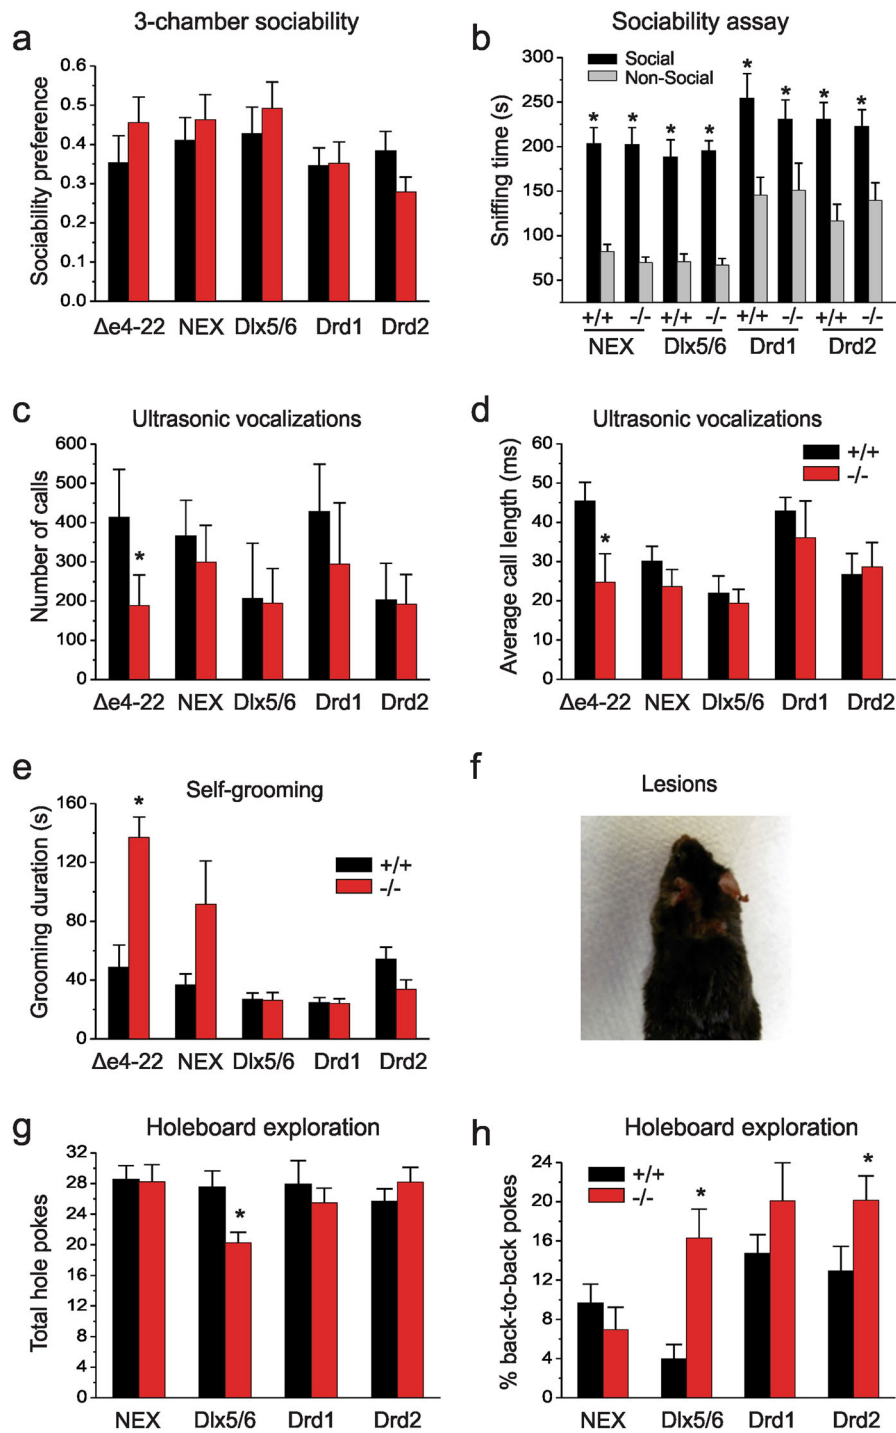 a
3-chamber sociability
Sociability preference
0.6
0.5
0.4
0.3
0.2
0.1
0.0
Δe4-22 NEX Dlx5/6 Drd1 Drd2
b
Sociability assay
Sniffing time (s)
300
250
200
150
100
50
Social
Non-Social
* * * * * * * *
+/+ -/- +/+ -/- +/+ -/- +/+ -/-
NEX Dlx5/6 Drd1 Drd2
c
Ultrasonic vocalizations
Number of calls
600
500
400
300
200
100
0
*
Δe4-22 NEX Dlx5/6 Drd1 Drd2
d
Ultrasonic vocalizations
Average call length (ms)
60
50
40
30
20
10
0
+/+
-/-
*
Δe4-22 NEX Dlx5/6 Drd1 Drd2
e
Self-grooming
Grooming duration (s)
160
120
80
40
0
*
+/+
-/-
Δe4-22 NEX Dlx5/6 Drd1 Drd2
f
Lesions
g
Holeboard exploration
Total hole pokes
32
28
24
20
16
12
8
4
0
*
NEX Dlx5/6 Drd1 Drd2
h
Holeboard exploration
% back-to-back pokes
24
20
16
12
8
4
0
+/+
-/-
* *
NEX Dlx5/6 Drd1 Drd2